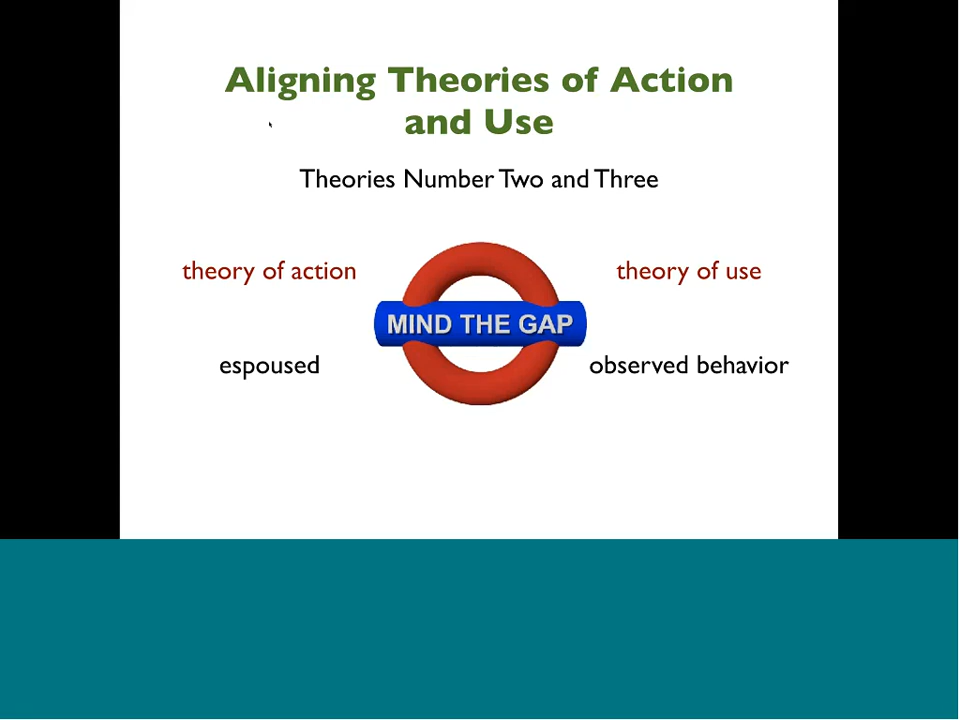 Aligning Theories of Action
and Use
Theories Number Two and Three
theory of action
theory of use
MIND THE GAP
espoused
observed behavior